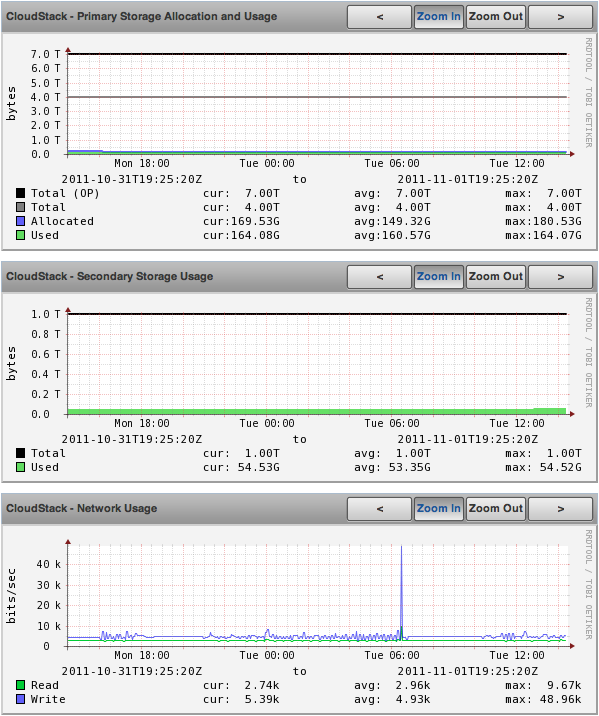 CloudStack - Primary Storage Allocation and Usage < Zoom In Zoom Out >
RRDTOOL / TOBI OETIKER
bytes
7.0 T
6.0 T
5.0 T
4.0 T
3.0 T
2.0 T
1.0 T
0.0
Mon 18:00 Tue 00:00 Tue 06:00 Tue 12:00
2011-10-31T19:25:20Z to 2011-11-01T19:25:20Z
Total (OP) cur: 7.00T avg: 7.00T max: 7.00T
Total cur: 4.00T avg: 4.00T max: 4.00T
Allocated cur:169.53G avg:149.32G max:180.53G
Used cur:164.08G avg:160.57G max:164.07G
CloudStack - Secondary Storage Usage < Zoom In Zoom Out >
RRDTOOL / TOBI OETIKER
bytes
1.0 T
0.8 T
0.6 T
0.4 T
0.2 T
0.0
Mon 18:00 Tue 00:00 Tue 06:00 Tue 12:00
2011-10-31T19:25:20Z to 2011-11-01T19:25:20Z
Total cur: 1.00T avg: 1.00T max: 1.00T
Used cur: 54.53G avg: 53.35G max: 54.52G
CloudStack - Network Usage < Zoom In Zoom Out >
RRDTOOL / TOBI OETIKER
bits/sec
40 k
30 k
20 k
10 k
0
Mon 18:00 Tue 00:00 Tue 06:00 Tue 12:00
2011-10-31T19:25:20Z to 2011-11-01T19:25:20Z
Read cur: 2.74k avg: 2.96k max: 9.67k
Write cur: 5.39k avg: 4.93k max: 48.96k